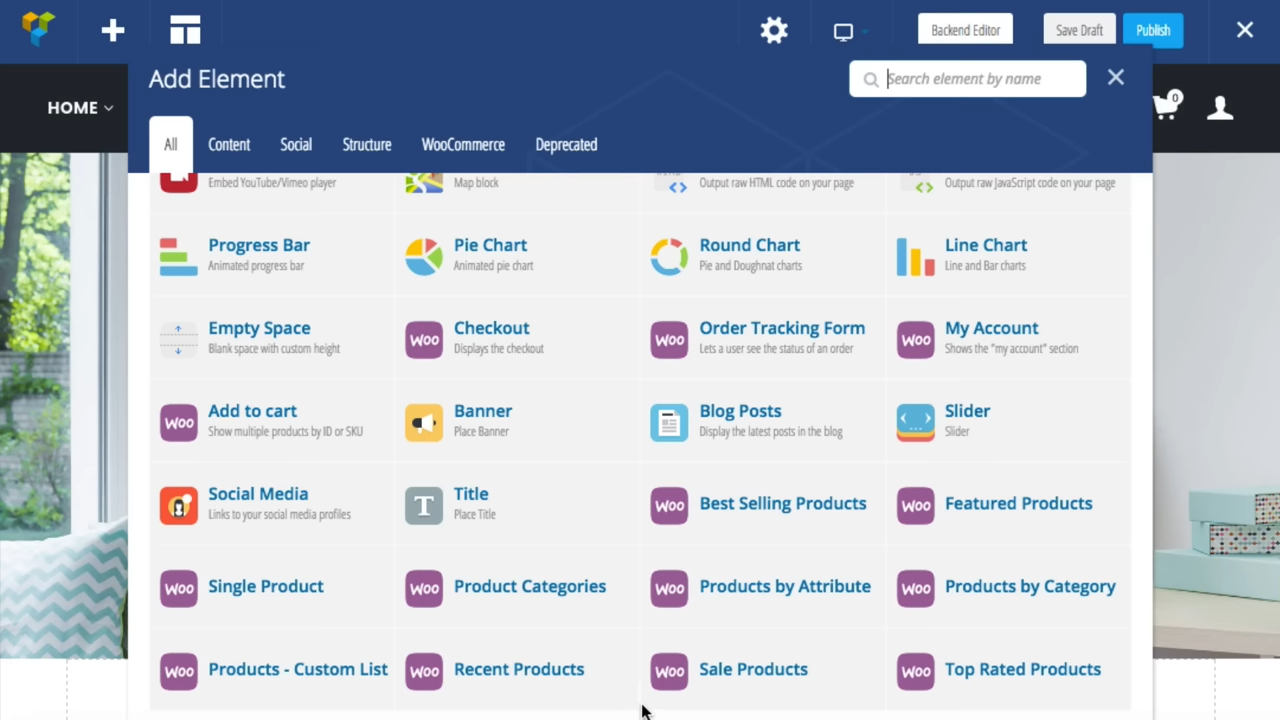 Backend Editor
Save Draft
Publish
Add Element
Search element by name
HOME
0
All
Content
Social
Structure
WooCommerce
Deprecated
Embed YouTube/Vimeo player
Map block
Output raw HTML code on your page
Output raw JavaScript code on your page
Progress Bar
Animated progress bar
Pie Chart
Animated pie chart
Round Chart
Pie and Doughnat charts
Line Chart
Line and Bar charts
Empty Space
Blank space with custom height
Woo
Checkout
Displays the checkout
Woo
Order Tracking Form
Lets a user see the status of an order
Woo
My Account
Shows the "my account" section
Woo
Add to cart
Show multiple products by ID or SKU
Banner
Place Banner
Blog Posts
Display the latest posts in the blog
Slider
Slider
Social Media
Links to your social media profiles
T
Title
Place Title
Woo
Best Selling Products
Woo
Featured Products
Woo
Single Product
Woo
Product Categories
Woo
Products by Attribute
Woo
Products by Category
Woo
Products - Custom List
Woo
Recent Products
Woo
Sale Products
Woo
Top Rated Products